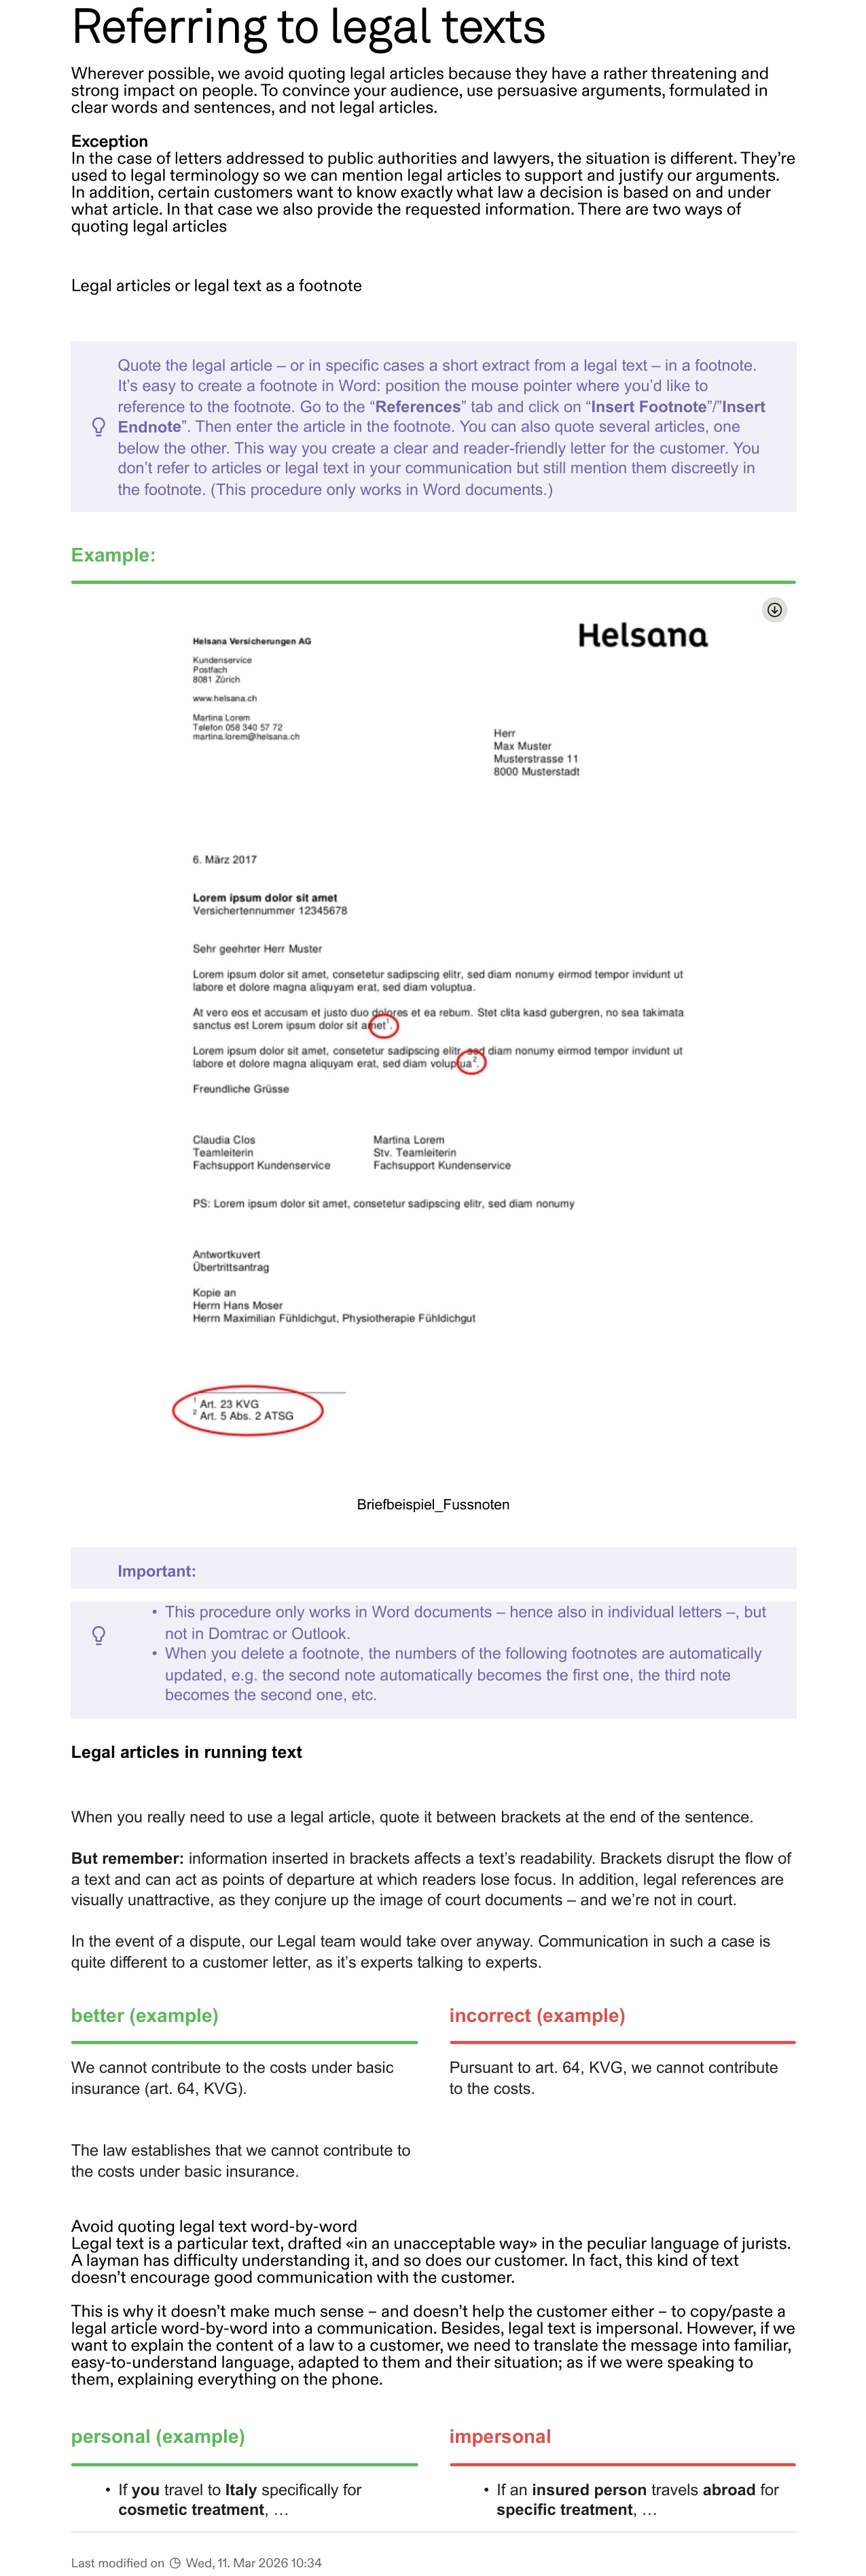 Referring to legal texts
Wherever possible, we avoid quoting legal articles because they have a rather threatening and
strong impact on people. To convince your audience, use persuasive arguments, formulated in
clear words and sentences, and not legal articles.
Exception
In the case of letters addressed to public authorities and lawyers, the situation is different. They're
used to legal terminology so we can mention legal articles to support and justify our arguments.
In addition, certain customers want to know exactly what law a decision is based on and under
what article. In that case we also provide the requested information. There are two ways of
quoting legal articles
Legal articles or legal text as a footnote
Quote the legal article – or in specific cases a short extract from a legal text – in a footnote.
It's easy to create a footnote in Word: position the mouse pointer where you'd like to
reference to the footnote. Go to the “References” tab and click on “Insert Footnote”/”Insert
Endnote”. Then enter the article in the footnote. You can also quote several articles, one
below the other. This way you create a clear and reader-friendly letter for the customer. You
don't refer to articles or legal text in your communication but still mention them discreetly in
the footnote. (This procedure only works in Word documents.)
Example:
Helsana
Helsana Versicherungen AG
Kundenservice
Postfach
8081 Zürich
www.helsana.ch
Martina Lorem
Telefon 058 340 57 72
martina.lorem@helsana.ch
Herr
Max Muster
Musterstrasse 11
8000 Musterstadt
6. März 2017
Lorem ipsum dolor sit amet
Versichertennummer 12345678
Sehr geehrter Herr Muster
Lorem ipsum dolor sit amet, consetetur sadipscing elitr, sed diam nonumy eirmod tempor invidunt ut
labore et dolore magna aliquyam erat, sed diam voluptua.
At vero eos et accusam et justo duo dolores et ea rebum. Stet clita kasd gubergren, no sea takimata
sanctus est Lorem ipsum dolor sit amet¹.
Lorem ipsum dolor sit amet, consetetur sadipscing elitr, sed diam nonumy eirmod tempor invidunt ut
labore et dolore magna aliquyam erat, sed diam voluptua².
Freundliche Grüsse
Claudia Clos Martina Lorem
Teamleiterin Stv. Teamleiterin
Fachsupport Kundenservice Fachsupport Kundenservice
PS: Lorem ipsum dolor sit amet, consetetur sadipscing elitr, sed diam nonumy
Antwortkuvert
Übertrittsantrag
Kopie an
Herrn Hans Moser
Herrn Maximilian Fühldichgut, Physiotherapie Fühldichgut
¹ Art. 23 KVG
² Art. 5 Abs. 2 ATSG
Briefbeispiel_Fussnoten
Important:
• This procedure only works in Word documents – hence also in individual letters –, but
not in Domtrac or Outlook.
• When you delete a footnote, the numbers of the following footnotes are automatically
updated, e.g. the second note automatically becomes the first one, the third note
becomes the second one, etc.
Legal articles in running text
When you really need to use a legal article, quote it between brackets at the end of the sentence.
But remember: information inserted in brackets affects a text's readability. Brackets disrupt the flow of
a text and can act as points of departure at which readers lose focus. In addition, legal references are
visually unattractive, as they conjure up the image of court documents – and we're not in court.
In the event of a dispute, our Legal team would take over anyway. Communication in such a case is
quite different to a customer letter, as it's experts talking to experts.
better (example)
We cannot contribute to the costs under basic
insurance (art. 64, KVG).
The law establishes that we cannot contribute to
the costs under basic insurance.
incorrect (example)
Pursuant to art. 64, KVG, we cannot contribute
to the costs.
Avoid quoting legal text word-by-word
Legal text is a particular text, drafted «in an unacceptable way» in the peculiar language of jurists.
A layman has difficulty understanding it, and so does our customer. In fact, this kind of text
doesn't encourage good communication with the customer.
This is why it doesn't make much sense – and doesn't help the customer either – to copy/paste a
legal article word-by-word into a communication. Besides, legal text is impersonal. However, if we
want to explain the content of a law to a customer, we need to translate the message into familiar,
easy-to-understand language, adapted to them and their situation; as if we were speaking to
them, explaining everything on the phone.
personal (example)
• If you travel to Italy specifically for
cosmetic treatment, …
impersonal
• If an insured person travels abroad for
specific treatment, …
Last modified on Wed, 11. Mar 2026 10:34